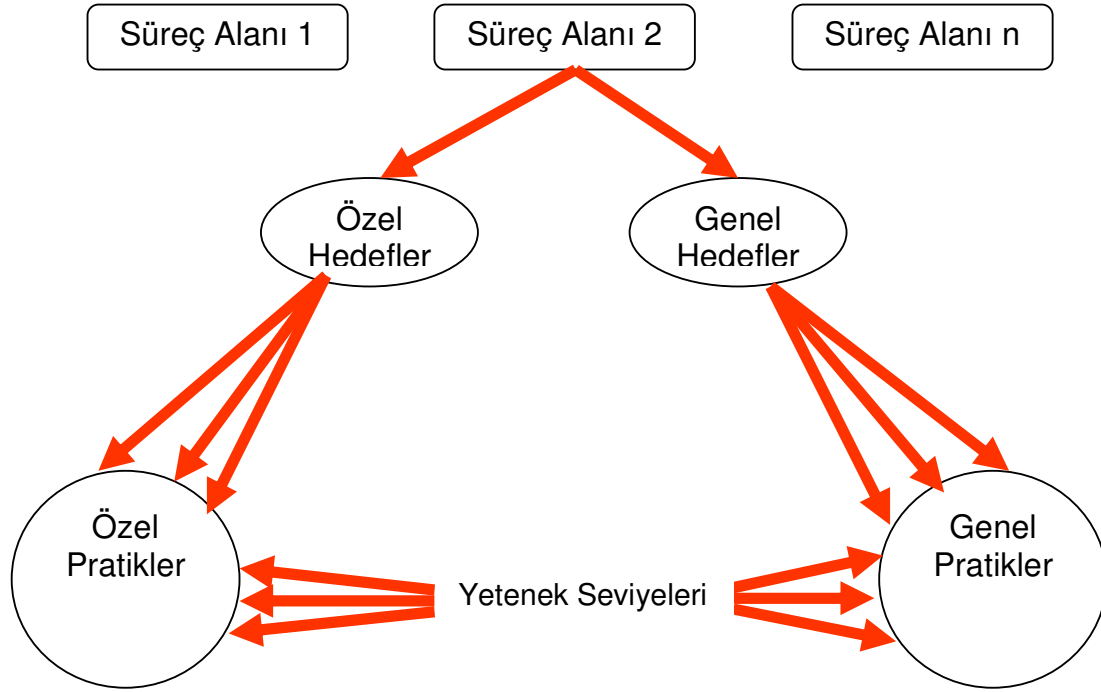 Süreç Alanı 1
Süreç Alanı 2
Süreç Alanı n
Özel
Hedefler
Genel
Hedefler
Özel
Pratikler
Yetenek Seviyeleri
Genel
Pratikler